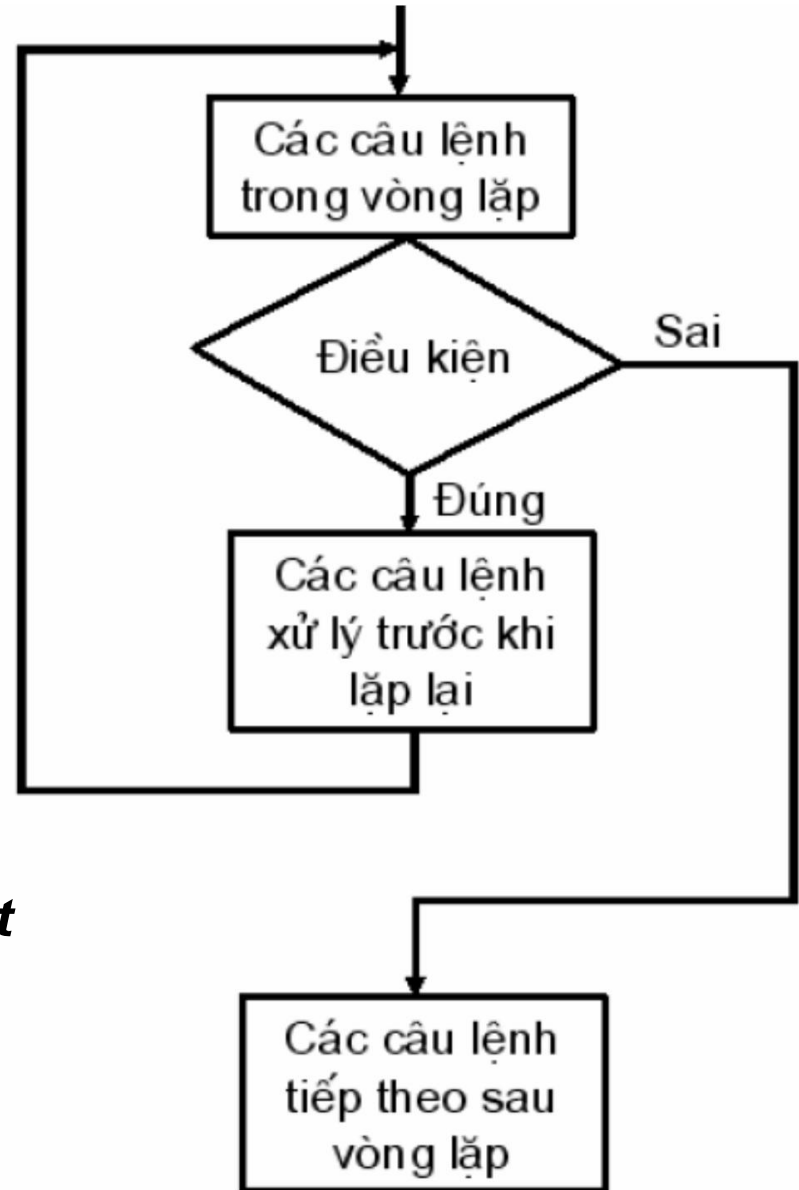 Các câu lệnh
trong vòng lặp
Điều kiện
Sai
Đúng
Các câu lệnh
xử lý trước khi
lặp lại
t
Các câu lệnh
tiếp theo sau
vòng lặp